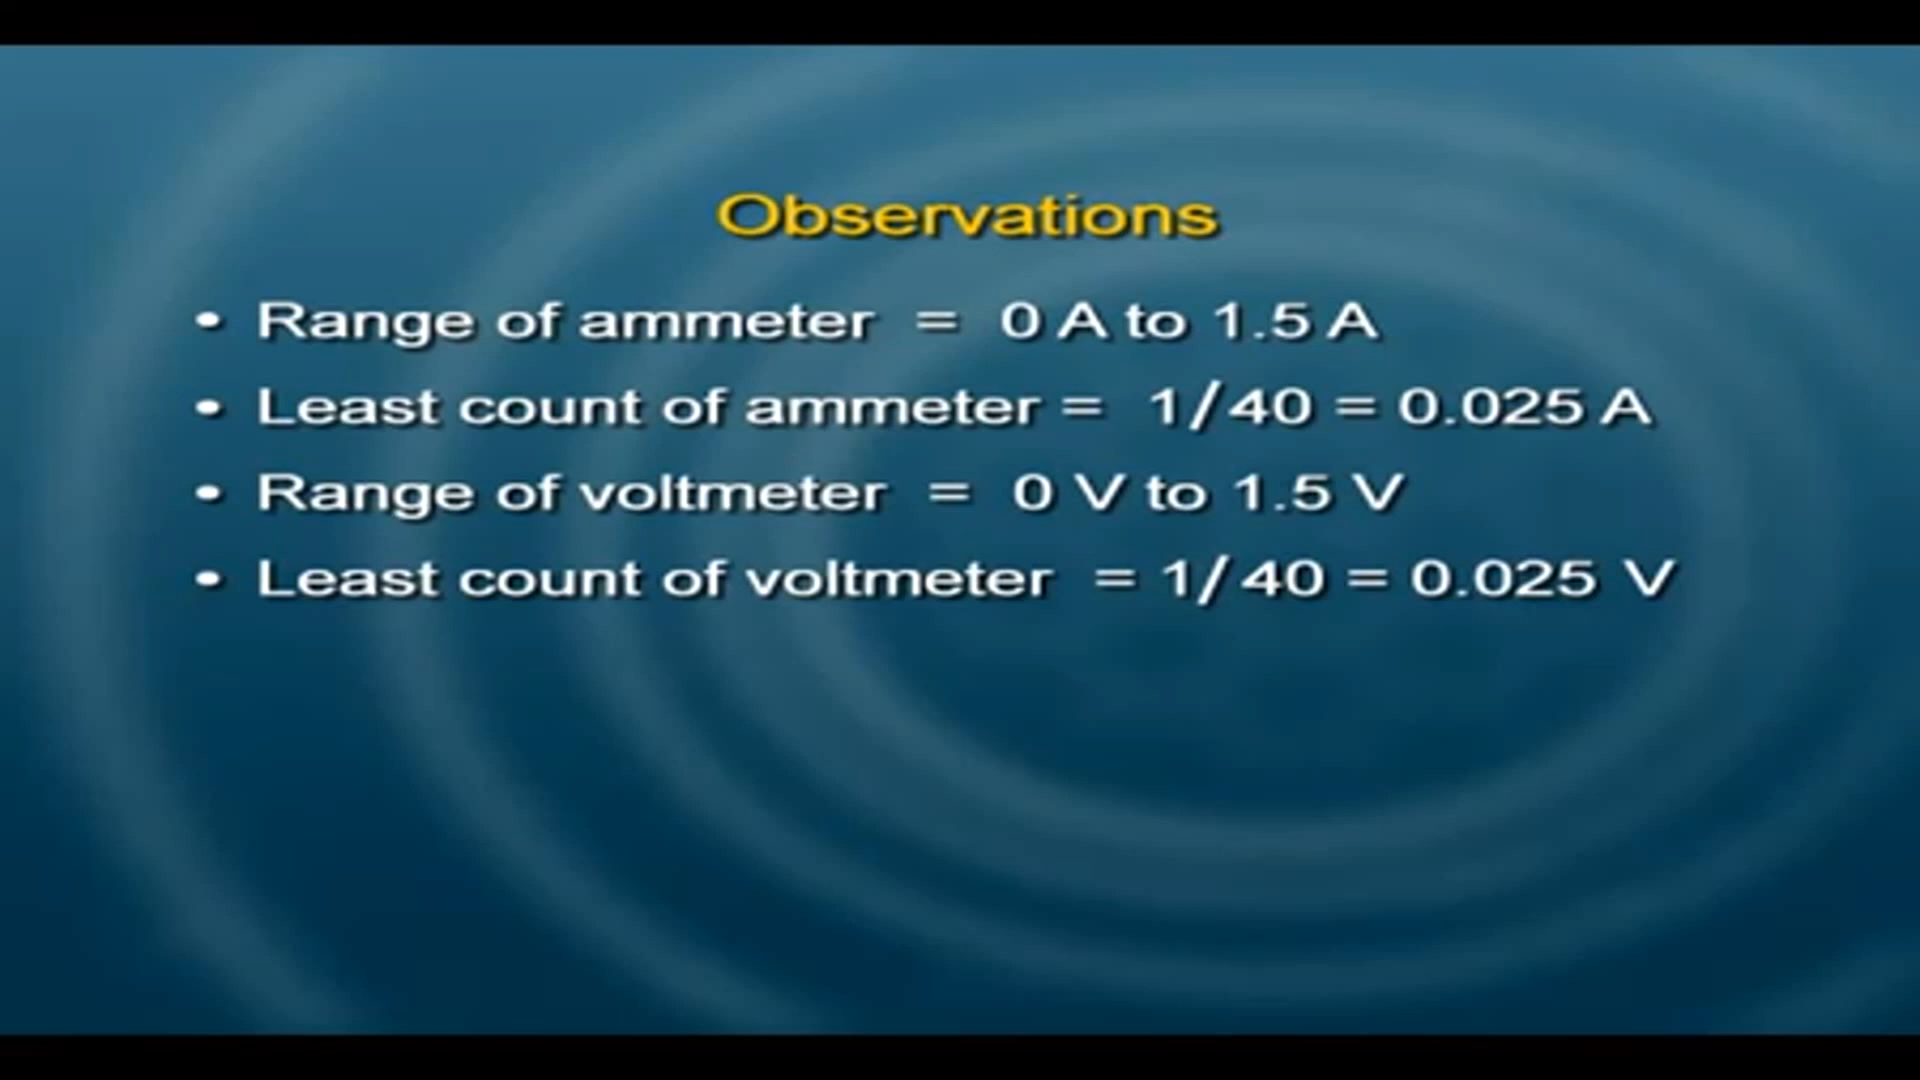 Observations
• Range of ammeter = 0 A to 1.5 A
• Least count of ammeter = 1/40 = 0.025 A
• Range of voltmeter = 0 V to 1.5 V
• Least count of voltmeter = 1/40 = 0.025 V